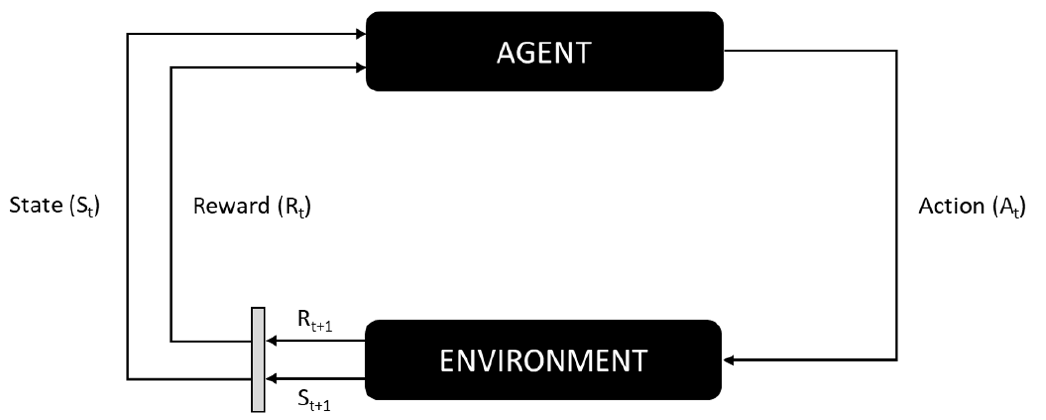 AGENT
State (Sₜ)
Reward (Rₜ)
Action (Aₜ)
Rₜ₊₁
ENVIRONMENT
Sₜ₊₁